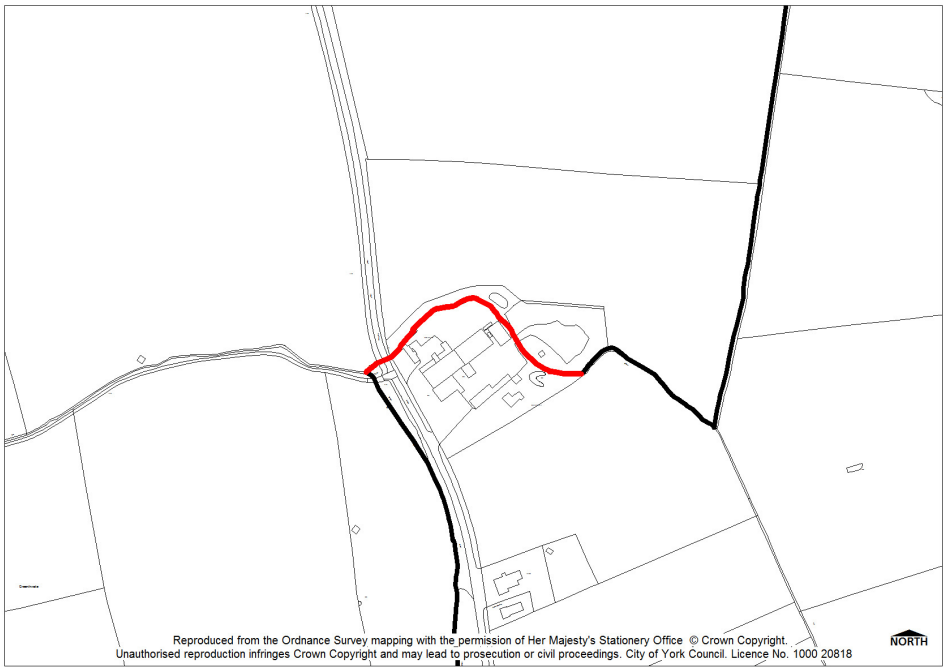 Reproduced from the Ordnance Survey mapping with the permission of Her Majesty's Stationery Office © Crown Copyright.
Unauthorised reproduction infringes Crown Copyright and may lead to prosecution or civil proceedings. City of York Council. Licence No. 1000 20818
NORTH